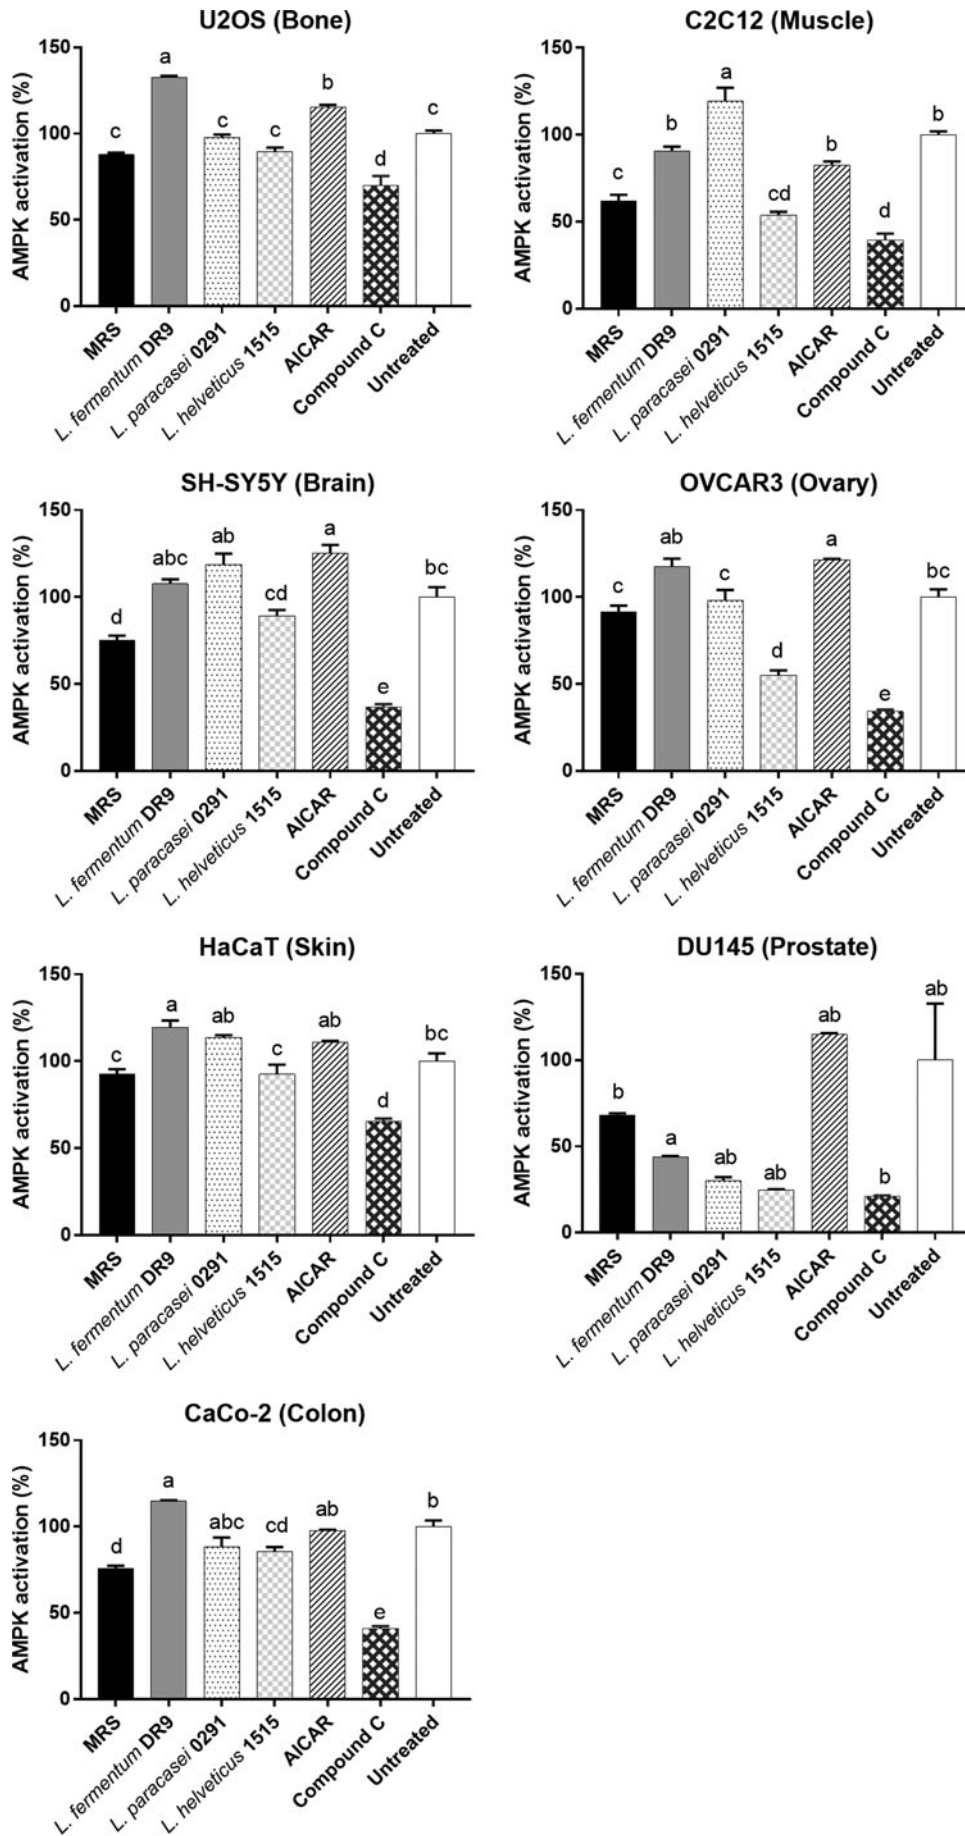 U2OS (Bone)
AMPK activation (%)
150
100
50
0
c
a
c
c
b
d
c
MRS
L. fermentum DR9
L. paracasei 0291
L. helveticus 1515
AICAR
Compound C
Untreated
C2C12 (Muscle)
AMPK activation (%)
150
100
50
0
c
b
a
cd
b
d
b
MRS
L. fermentum DR9
L. paracasei 0291
L. helveticus 1515
AICAR
Compound C
Untreated
SH-SY5Y (Brain)
AMPK activation (%)
150
100
50
0
d
abc
ab
cd
a
e
bc
MRS
L. fermentum DR9
L. paracasei 0291
L. helveticus 1515
AICAR
Compound C
Untreated
OVCAR3 (Ovary)
AMPK activation (%)
150
100
50
0
c
ab
c
d
a
e
bc
MRS
L. fermentum DR9
L. paracasei 0291
L. helveticus 1515
AICAR
Compound C
Untreated
HaCaT (Skin)
AMPK activation (%)
150
100
50
0
c
a
ab
c
ab
d
bc
MRS
L. fermentum DR9
L. paracasei 0291
L. helveticus 1515
AICAR
Compound C
Untreated
DU145 (Prostate)
AMPK activation (%)
150
100
50
0
b
a
ab
ab
ab
b
ab
MRS
L. fermentum DR9
L. paracasei 0291
L. helveticus 1515
AICAR
Compound C
Untreated
CaCo-2 (Colon)
AMPK activation (%)
150
100
50
0
d
a
abc
cd
ab
e
b
MRS
L. fermentum DR9
L. paracasei 0291
L. helveticus 1515
AICAR
Compound C
Untreated